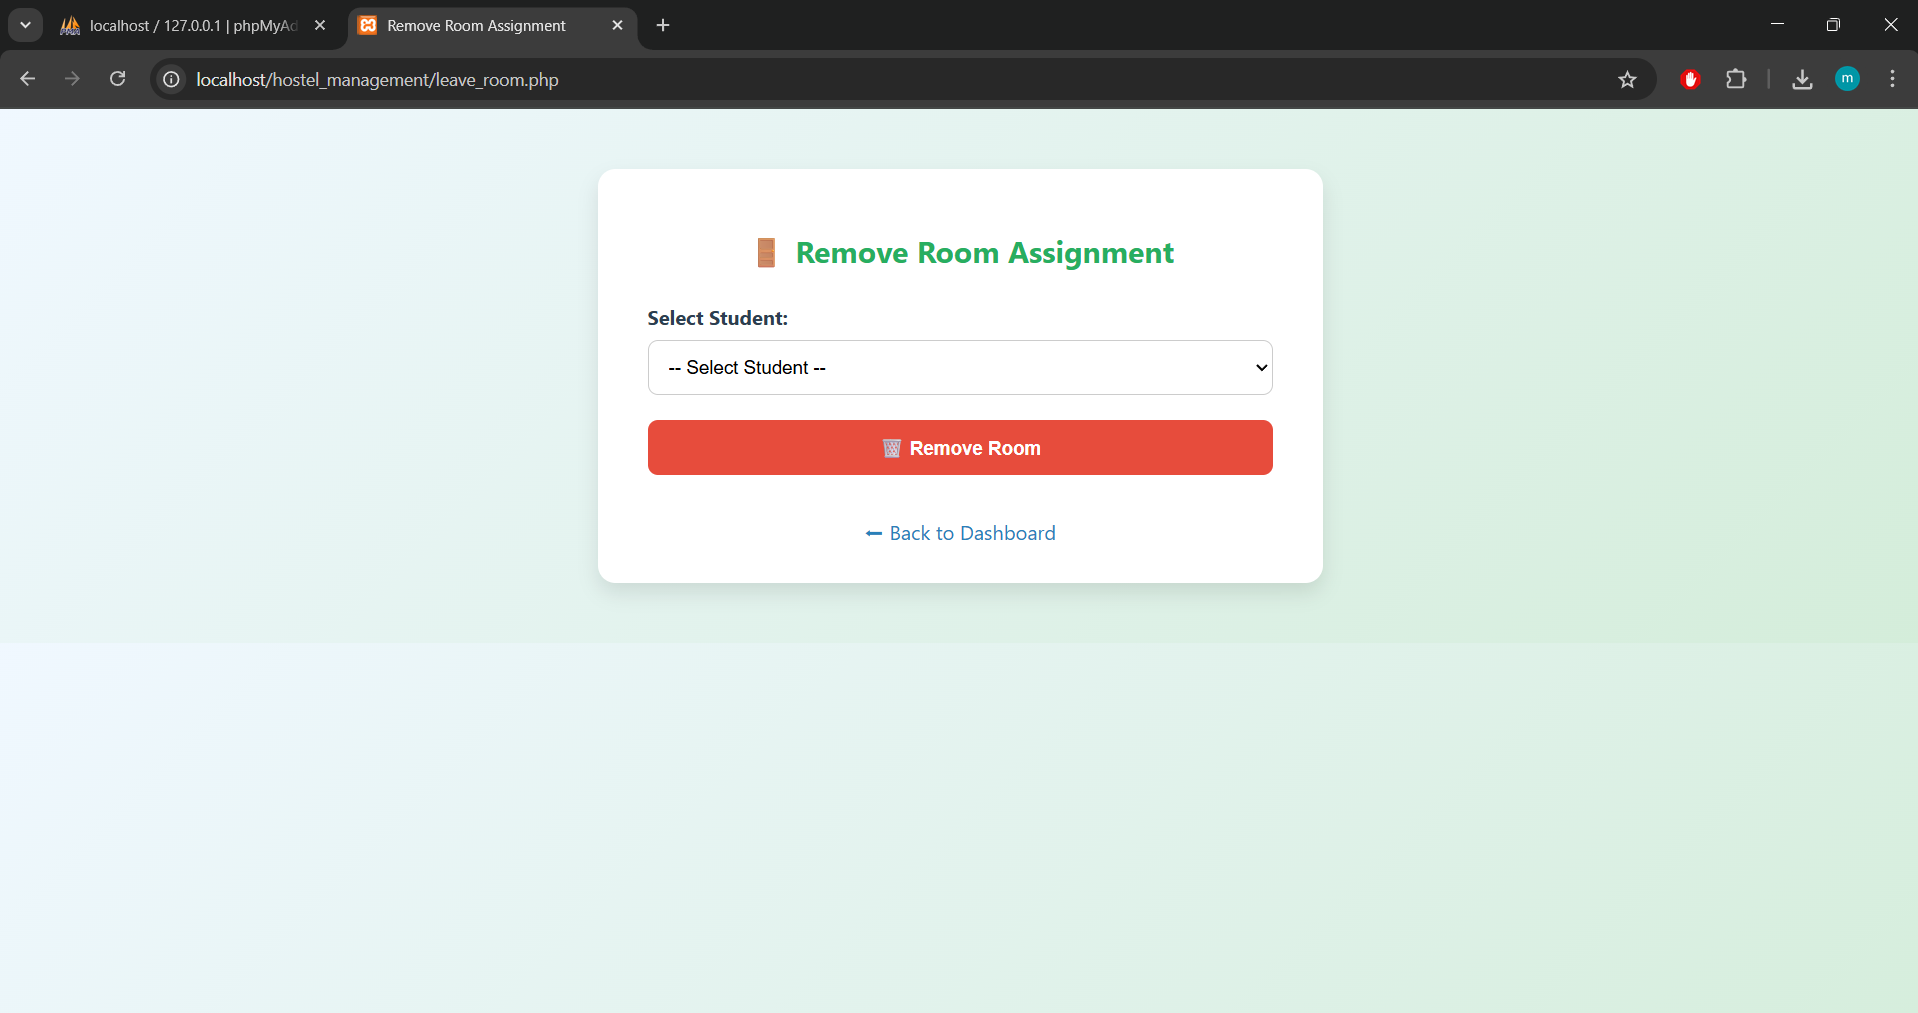 localhost / 127.0.0.1 | phpMyAd
Remove Room Assignment
localhost/hostel_management/leave_room.php
m
🚪 Remove Room Assignment
Select Student:
-- Select Student --
🗑️ Remove Room
← Back to Dashboard